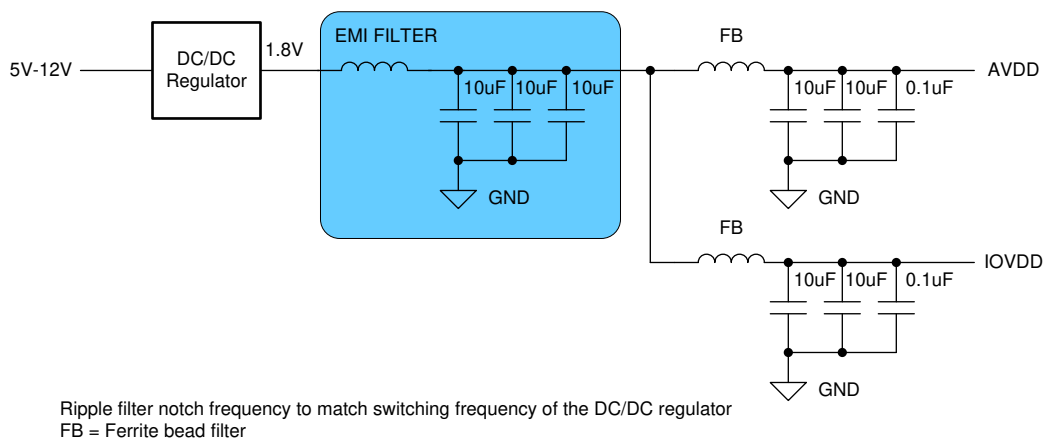 EMI FILTER
FB
DC/DC
Regulator
1.8V
5V-12V
AVDD
10uF
10uF
10uF
10uF
10uF
0.1uF
GND
GND
FB
IOVDD
10uF
10uF
0.1uF
GND
Ripple filter notch frequency to match switching frequency of the DC/DC regulator
FB = Ferrite bead filter